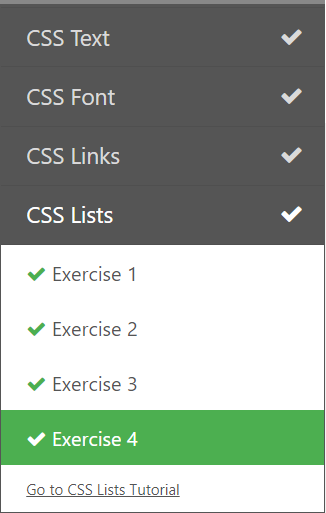 CSS Text
CSS Font
CSS Links
CSS Lists
Exercise 1
Exercise 2
Exercise 3
Exercise 4
Go to CSS Lists Tutorial